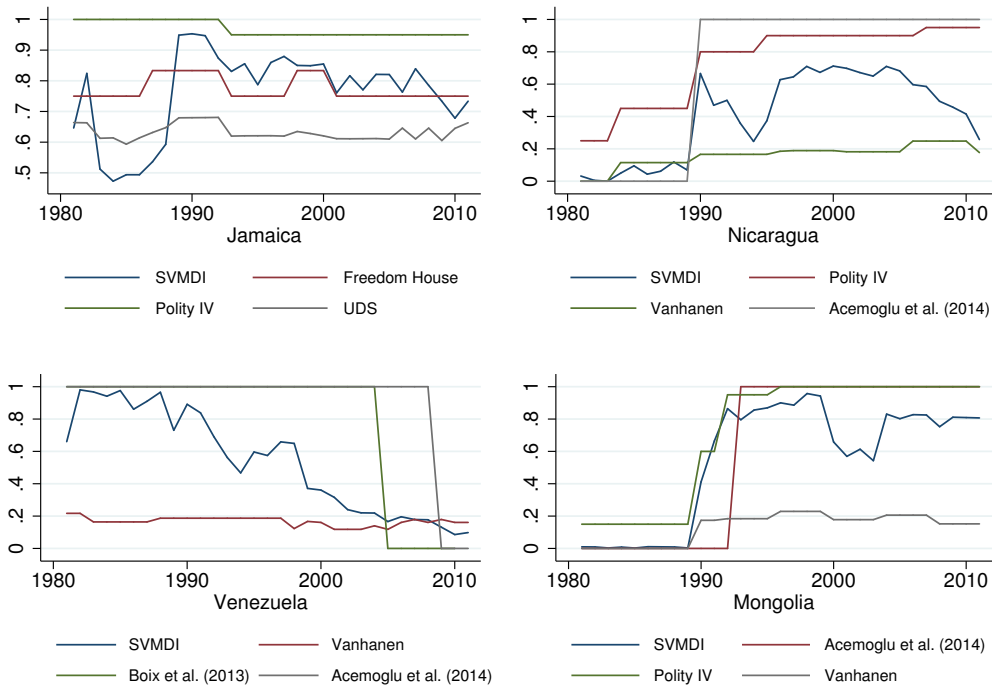 1
.9
.8
.7
.6
.5
1980 1990 2000 2010
Jamaica
SVMDI Freedom House
Polity IV UDS
1
.8
.6
.4
.2
0
1980 1990 2000 2010
Nicaragua
SVMDI Polity IV
Vanhanen Acemoglu et al. (2014)
1
.8
.6
.4
.2
0
1980 1990 2000 2010
Venezuela
SVMDI Vanhanen
Boix et al. (2013) Acemoglu et al. (2014)
1
.8
.6
.4
.2
0
1980 1990 2000 2010
Mongolia
SVMDI Acemoglu et al. (2014)
Polity IV Vanhanen